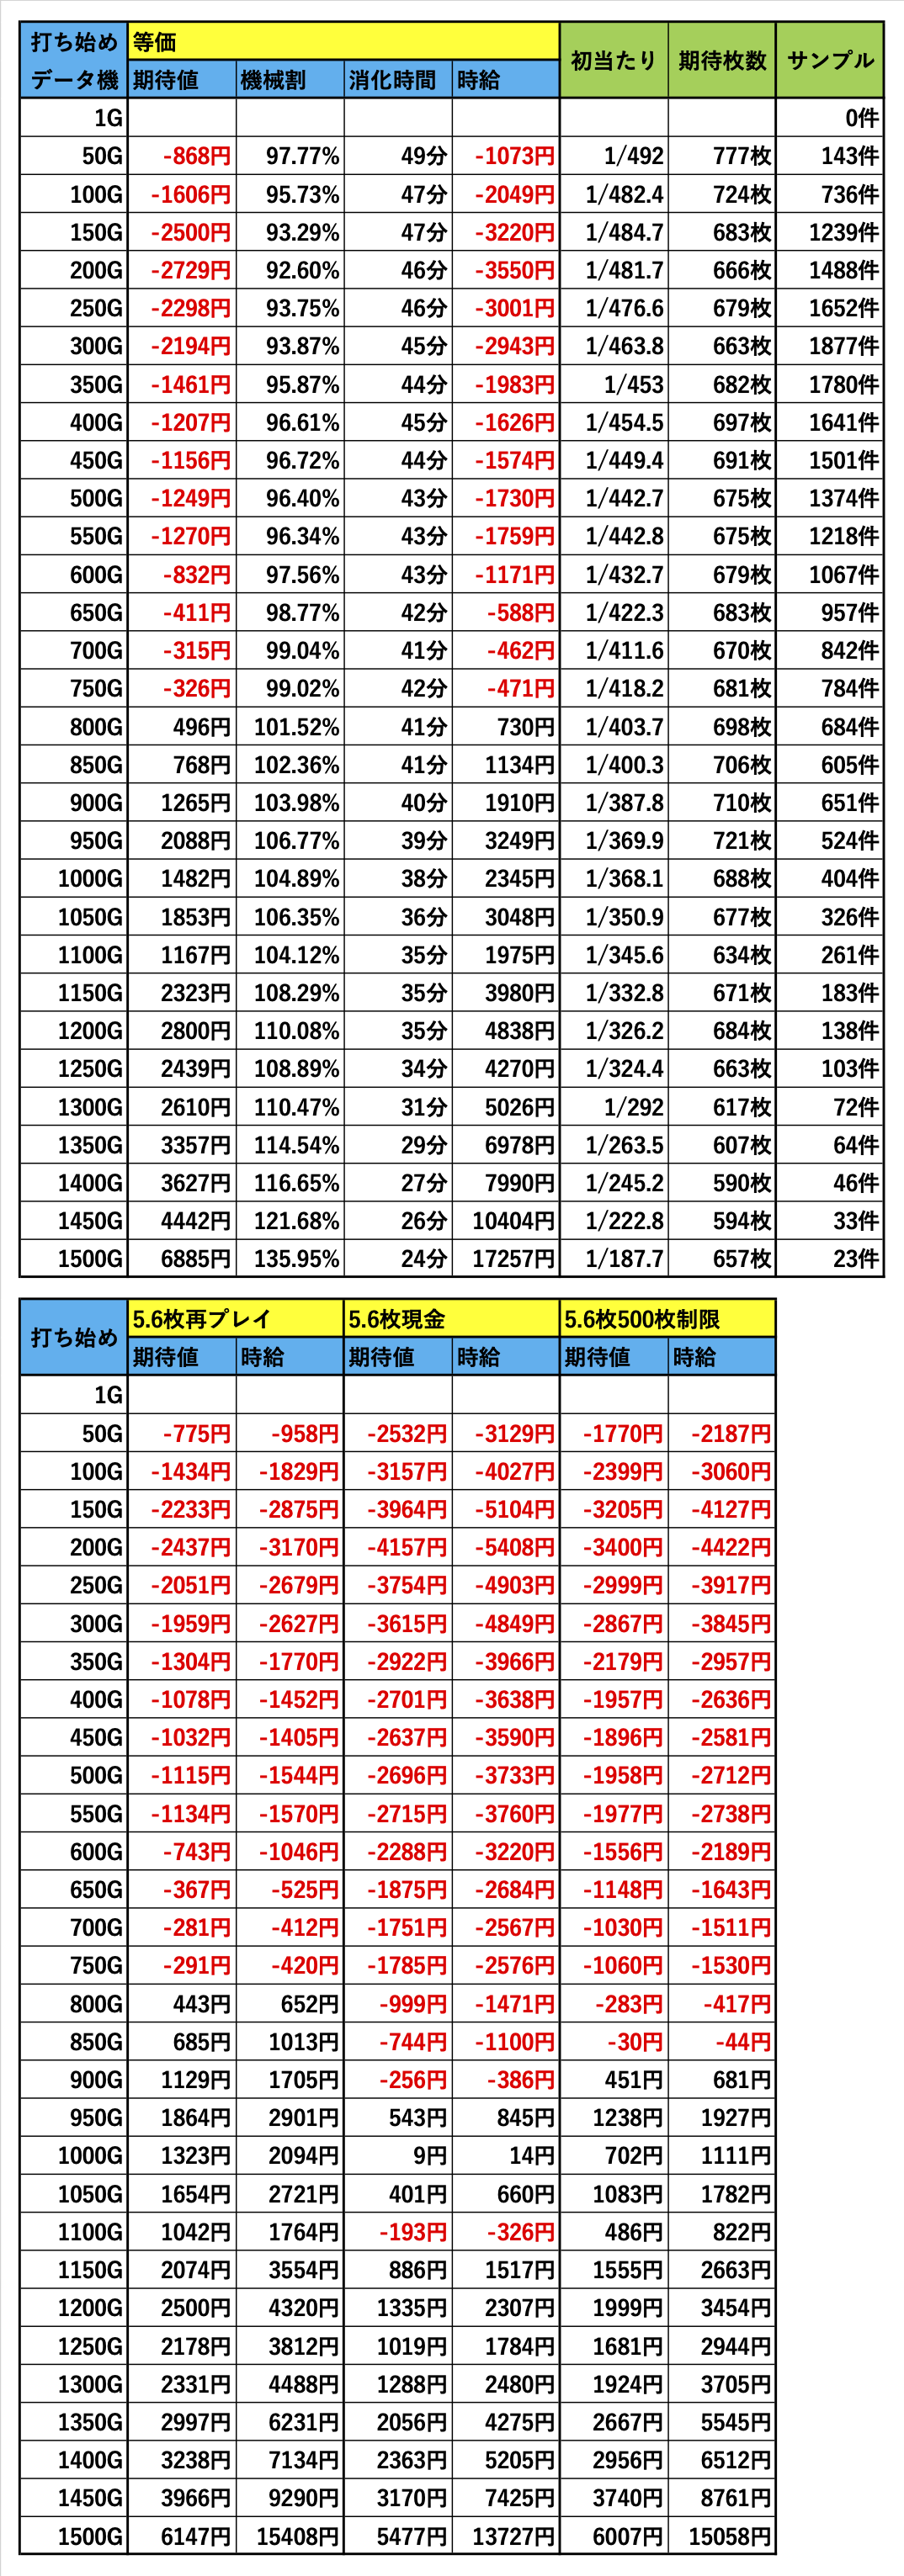 打ち始め 等価 初当たり 期待枚数 サンプル
データ機 期待値 機械割 消化時間 時給
1G 0件
50G -868円 97.77% 49分 -1073円 1/492 777枚 143件
100G -1606円 95.73% 47分 -2049円 1/482.4 724枚 736件
150G -2500円 93.29% 47分 -3220円 1/484.7 683枚 1239件
200G -2729円 92.60% 46分 -3550円 1/481.7 666枚 1488件
250G -2298円 93.75% 46分 -3001円 1/476.6 679枚 1652件
300G -2194円 93.87% 45分 -2943円 1/463.8 663枚 1877件
350G -1461円 95.87% 44分 -1983円 1/453 682枚 1780件
400G -1207円 96.61% 45分 -1626円 1/454.5 697枚 1641件
450G -1156円 96.72% 44分 -1574円 1/449.4 691枚 1501件
500G -1249円 96.40% 43分 -1730円 1/442.7 675枚 1374件
550G -1270円 96.34% 43分 -1759円 1/442.8 675枚 1218件
600G -832円 97.56% 43分 -1171円 1/432.7 679枚 1067件
650G -411円 98.77% 42分 -588円 1/422.3 683枚 957件
700G -315円 99.04% 41分 -462円 1/411.6 670枚 842件
750G -326円 99.02% 42分 -471円 1/418.2 681枚 784件
800G 496円 101.52% 41分 730円 1/403.7 698枚 684件
850G 768円 102.36% 41分 1134円 1/400.3 706枚 605件
900G 1265円 103.98% 40分 1910円 1/387.8 710枚 651件
950G 2088円 106.77% 39分 3249円 1/369.9 721枚 524件
1000G 1482円 104.89% 38分 2345円 1/368.1 688枚 404件
1050G 1853円 106.35% 36分 3048円 1/350.9 677枚 326件
1100G 1167円 104.12% 35分 1975円 1/345.6 634枚 261件
1150G 2323円 108.29% 35分 3980円 1/332.8 671枚 183件
1200G 2800円 110.08% 35分 4838円 1/326.2 684枚 138件
1250G 2439円 108.89% 34分 4270円 1/324.4 663枚 103件
1300G 2610円 110.47% 31分 5026円 1/292 617枚 72件
1350G 3357円 114.54% 29分 6978円 1/263.5 607枚 64件
1400G 3627円 116.65% 27分 7990円 1/245.2 590枚 46件
1450G 4442円 121.68% 26分 10404円 1/222.8 594枚 33件
1500G 6885円 135.95% 24分 17257円 1/187.7 657枚 23件
打ち始め 5.6枚再プレイ 5.6枚現金 5.6枚500枚制限
期待値 時給 期待値 時給 期待値 時給
1G
50G -775円 -958円 -2532円 -3129円 -1770円 -2187円
100G -1434円 -1829円 -3157円 -4027円 -2399円 -3060円
150G -2233円 -2875円 -3964円 -5104円 -3205円 -4127円
200G -2437円 -3170円 -4157円 -5408円 -3400円 -4422円
250G -2051円 -2679円 -3754円 -4903円 -2999円 -3917円
300G -1959円 -2627円 -3615円 -4849円 -2867円 -3845円
350G -1304円 -1770円 -2922円 -3966円 -2179円 -2957円
400G -1078円 -1452円 -2701円 -3638円 -1957円 -2636円
450G -1032円 -1405円 -2637円 -3590円 -1896円 -2581円
500G -1115円 -1544円 -2696円 -3733円 -1958円 -2712円
550G -1134円 -1570円 -2715円 -3760円 -1977円 -2738円
600G -743円 -1046円 -2288円 -3220円 -1556円 -2189円
650G -367円 -525円 -1875円 -2684円 -1148円 -1643円
700G -281円 -412円 -1751円 -2567円 -1030円 -1511円
750G -291円 -420円 -1785円 -2576円 -1060円 -1530円
800G 443円 652円 -999円 -1471円 -283円 -417円
850G 685円 1013円 -744円 -1100円 -30円 -44円
900G 1129円 1705円 -256円 -386円 451円 681円
950G 1864円 2901円 543円 845円 1238円 1927円
1000G 1323円 2094円 9円 14円 702円 1111円
1050G 1654円 2721円 401円 660円 1083円 1782円
1100G 1042円 1764円 -193円 -326円 486円 822円
1150G 2074円 3554円 886円 1517円 1555円 2663円
1200G 2500円 4320円 1335円 2307円 1999円 3454円
1250G 2178円 3812円 1019円 1784円 1681円 2944円
1300G 2331円 4488円 1288円 2480円 1924円 3705円
1350G 2997円 6231円 2056円 4275円 2667円 5545円
1400G 3238円 7134円 2363円 5205円 2956円 6512円
1450G 3966円 9290円 3170円 7425円 3740円 8761円
1500G 6147円 15408円 5477円 13727円 6007円 15058円